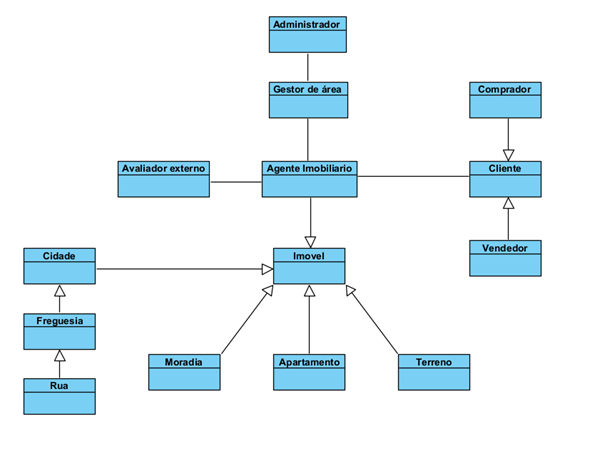 Administrador
Gestor de área
Comprador
Avaliador externo
Agente Imobiliario
Cliente
Vendedor
Cidade
Imovel
Freguesia
Moradia
Apartamento
Terreno
Rua